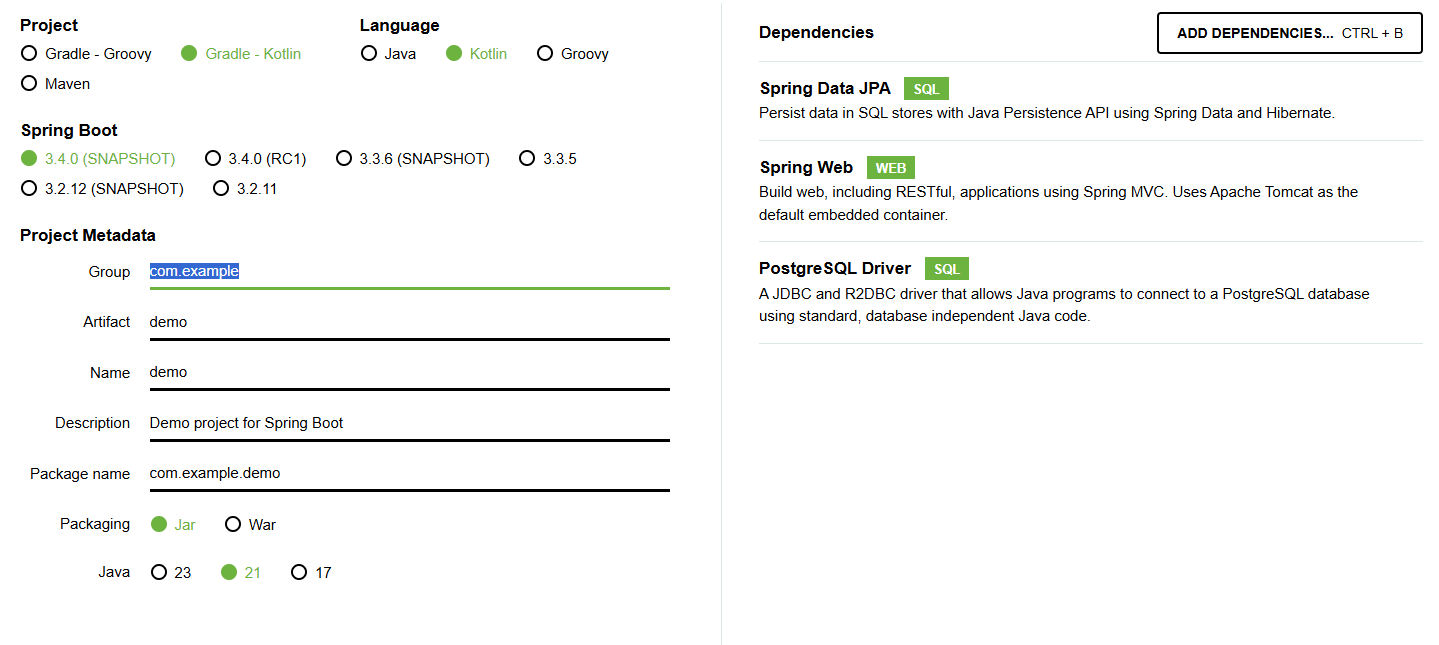 Project
Gradle - Groovy Gradle - Kotlin
Maven
Language
Java Kotlin Groovy
Spring Boot
3.4.0 (SNAPSHOT) 3.4.0 (RC1) 3.3.6 (SNAPSHOT) 3.3.5
3.2.12 (SNAPSHOT) 3.2.11
Project Metadata
Group com.example
Artifact demo
Name demo
Description Demo project for Spring Boot
Package name com.example.demo
Packaging Jar War
Java 23 21 17
Dependencies
ADD DEPENDENCIES... CTRL + B
Spring Data JPA SQL
Persist data in SQL stores with Java Persistence API using Spring Data and Hibernate.
Spring Web WEB
Build web, including RESTful, applications using Spring MVC. Uses Apache Tomcat as the
default embedded container.
PostgreSQL Driver SQL
A JDBC and R2DBC driver that allows Java programs to connect to a PostgreSQL database
using standard, database independent Java code.